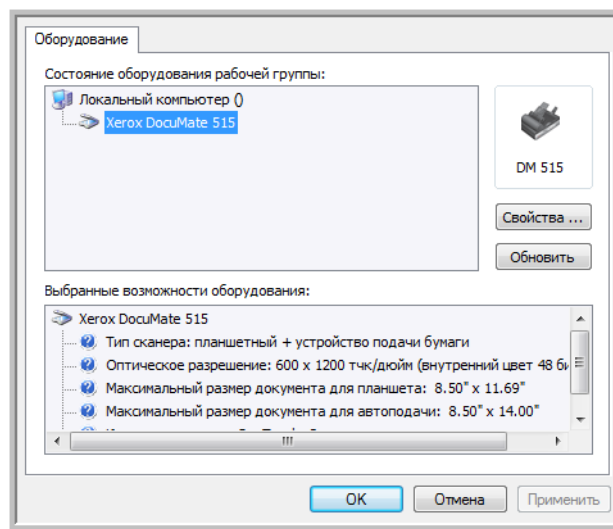 Оборудование
Состояние оборудования рабочей группы:
Локальный компьютер ()
Xerox DocuMate 515
DM 515
Свойства ...
Обновить
Выбранные возможности оборудования:
Xerox DocuMate 515
Тип сканера: планшетный + устройство подачи бумаги
Оптическое разрешение: 600 x 1200 тчк/дюйм (внутренний цвет 48 би
Максимальный размер документа для планшета: 8.50" x 11.69"
Максимальный размер документа для автоподачи: 8.50" x 14.00"
OK
Отмена
Применить